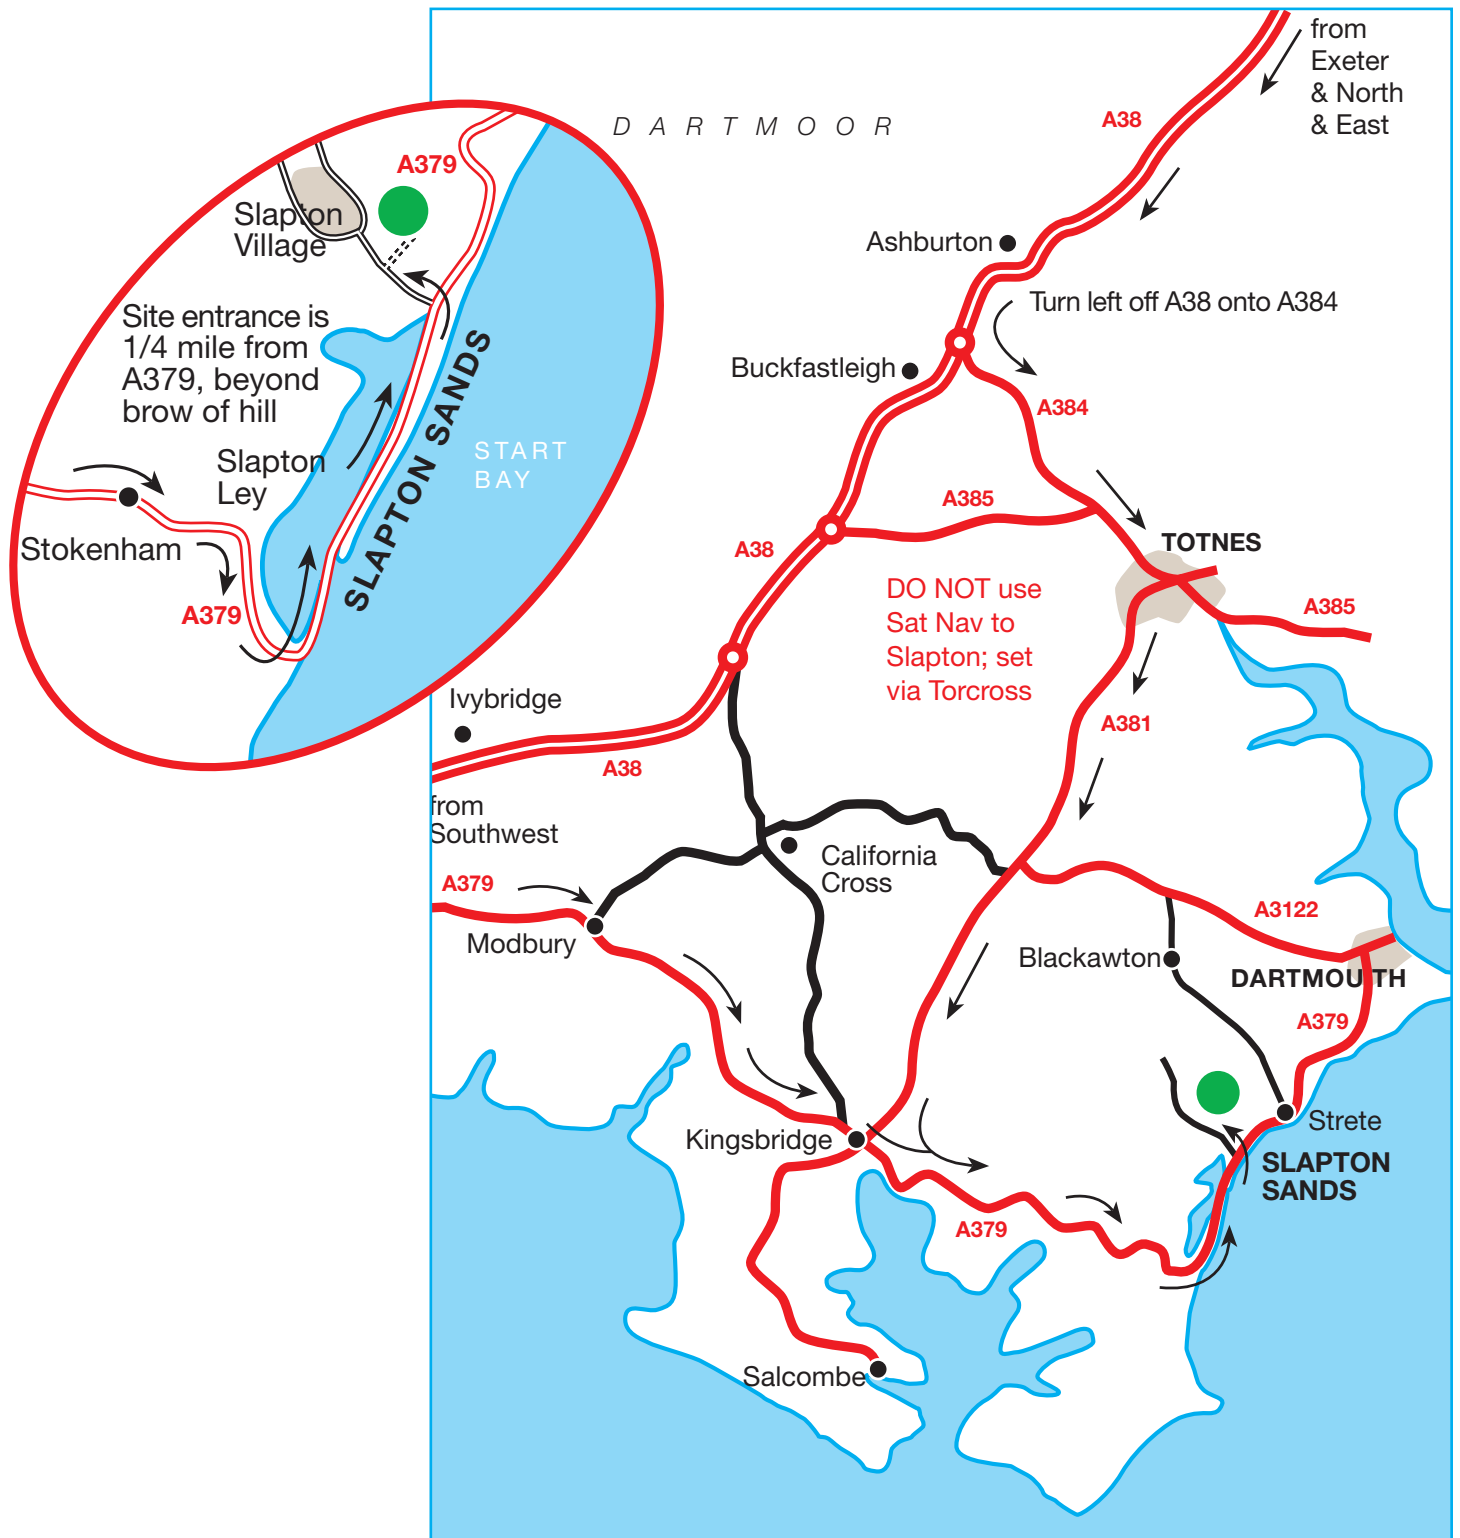 from
Exeter
& North
& East
A38
DARTMOOR
A379
Slapton
Village
Ashburton
Turn left off A38 onto A384
Site entrance is
1/4 mile from
A379, beyond
brow of hill
Buckfastleigh
A384
SLAPTON SANDS
START
BAY
Slapton
Ley
Stokenham
A379
A385
A38
TOTNES
DO NOT use
Sat Nav to
Slapton; set
via Torcross
A385
Ivybridge
A381
A38
from
Southwest
California
Cross
A379
Modbury
A3122
Blackawton
DARTMOUTH
A379
Kingsbridge
Strete
SLAPTON
SANDS
A379
Salcombe